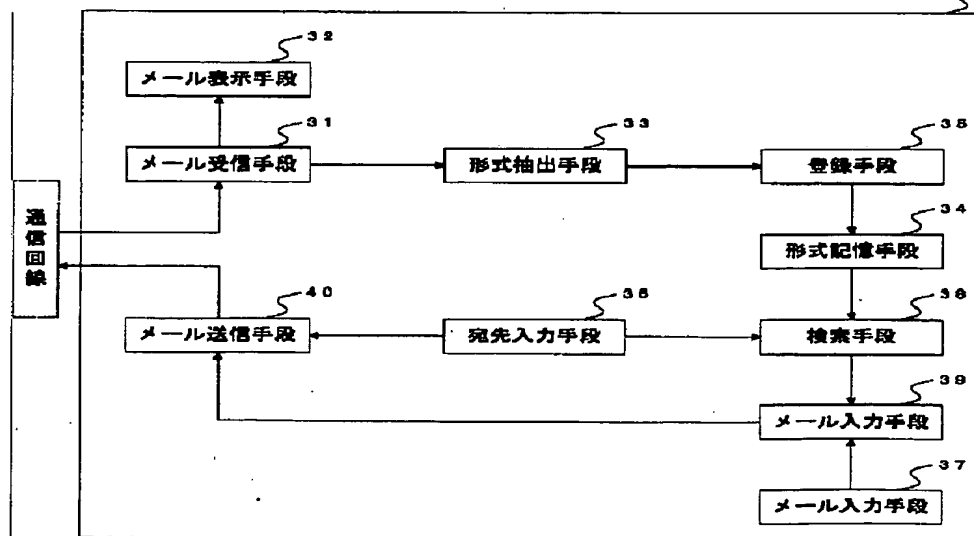 32
メール表示手段
31
メール受信手段
33
形式抽出手段
35
登録手段
通信回線
34
形式記憶手段
40
メール送信手段
36
宛先入力手段
38
検索手段
39
メール入力手段
37
メール入力手段